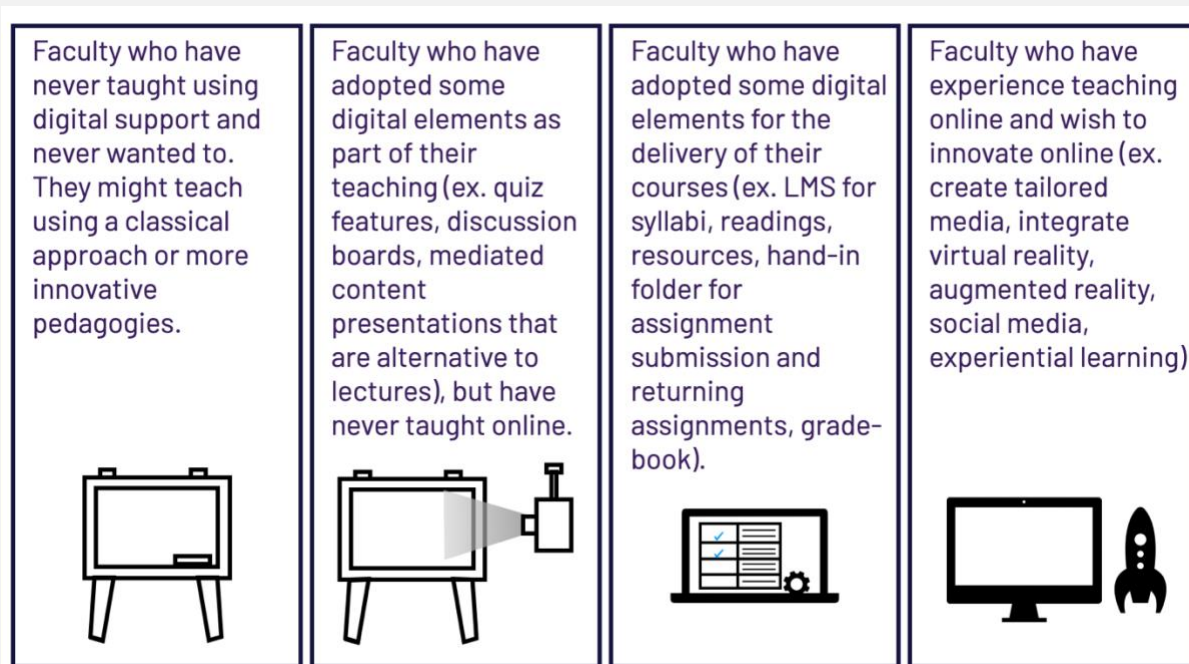 Faculty who have
never taught using
digital support and
never wanted to.
They might teach
using a classical
approach or more
innovative
pedagogies.
Faculty who have
adopted some
digital elements as
part of their
teaching (ex. quiz
features, discussion
boards, mediated
content
presentations that
are alternative to
lectures), but have
never taught online.
Faculty who have
adopted some digital
elements for the
delivery of their
courses (ex. LMS for
syllabi, readings,
resources, hand-in
folder for
assignment
submission and
returning
assignments, grade-
book).
Faculty who have
experience teaching
online and wish to
innovate online (ex.
create tailored
media, integrate
virtual reality,
augmented reality,
social media,
experiential learning)